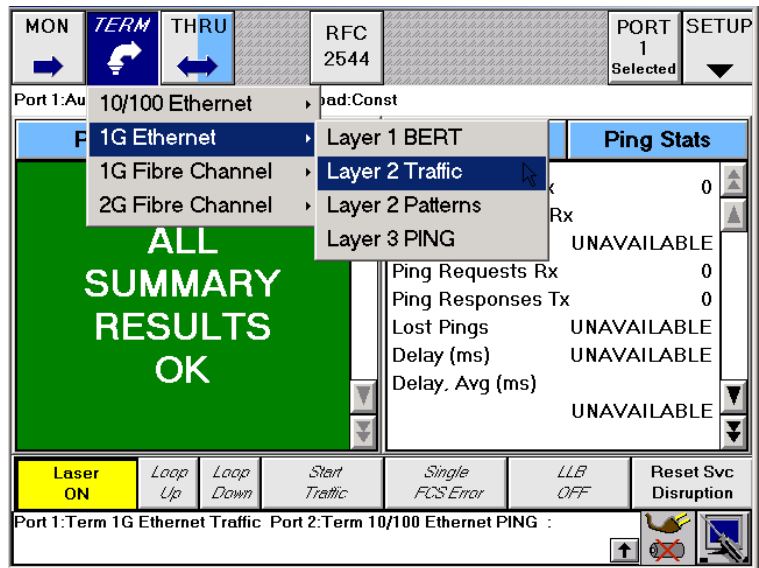 MON
TERM
THRU
RFC
2544
PORT
1
Selected
SETUP
Port 1:Au
oad:Const
10/100 Ethernet
1G Ethernet
1G Fibre Channel
2G Fibre Channel
Layer 1 BERT
Layer 2 Traffic
Layer 2 Patterns
Layer 3 PING
P
Ping Stats
ALL
SUMMARY
RESULTS
OK
x 0
Rx
UNAVAILABLE
Ping Requests Rx 0
Ping Responses Tx 0
Lost Pings UNAVAILABLE
Delay (ms) UNAVAILABLE
Delay, Avg (ms)
UNAVAILABLE
Laser
ON
Loop
Up
Loop
Down
Start
Traffic
Single
FCS Error
LLB
OFF
Reset Svc
Disruption
Port 1:Term 1G Ethernet Traffic Port 2:Term 10/100 Ethernet PING :